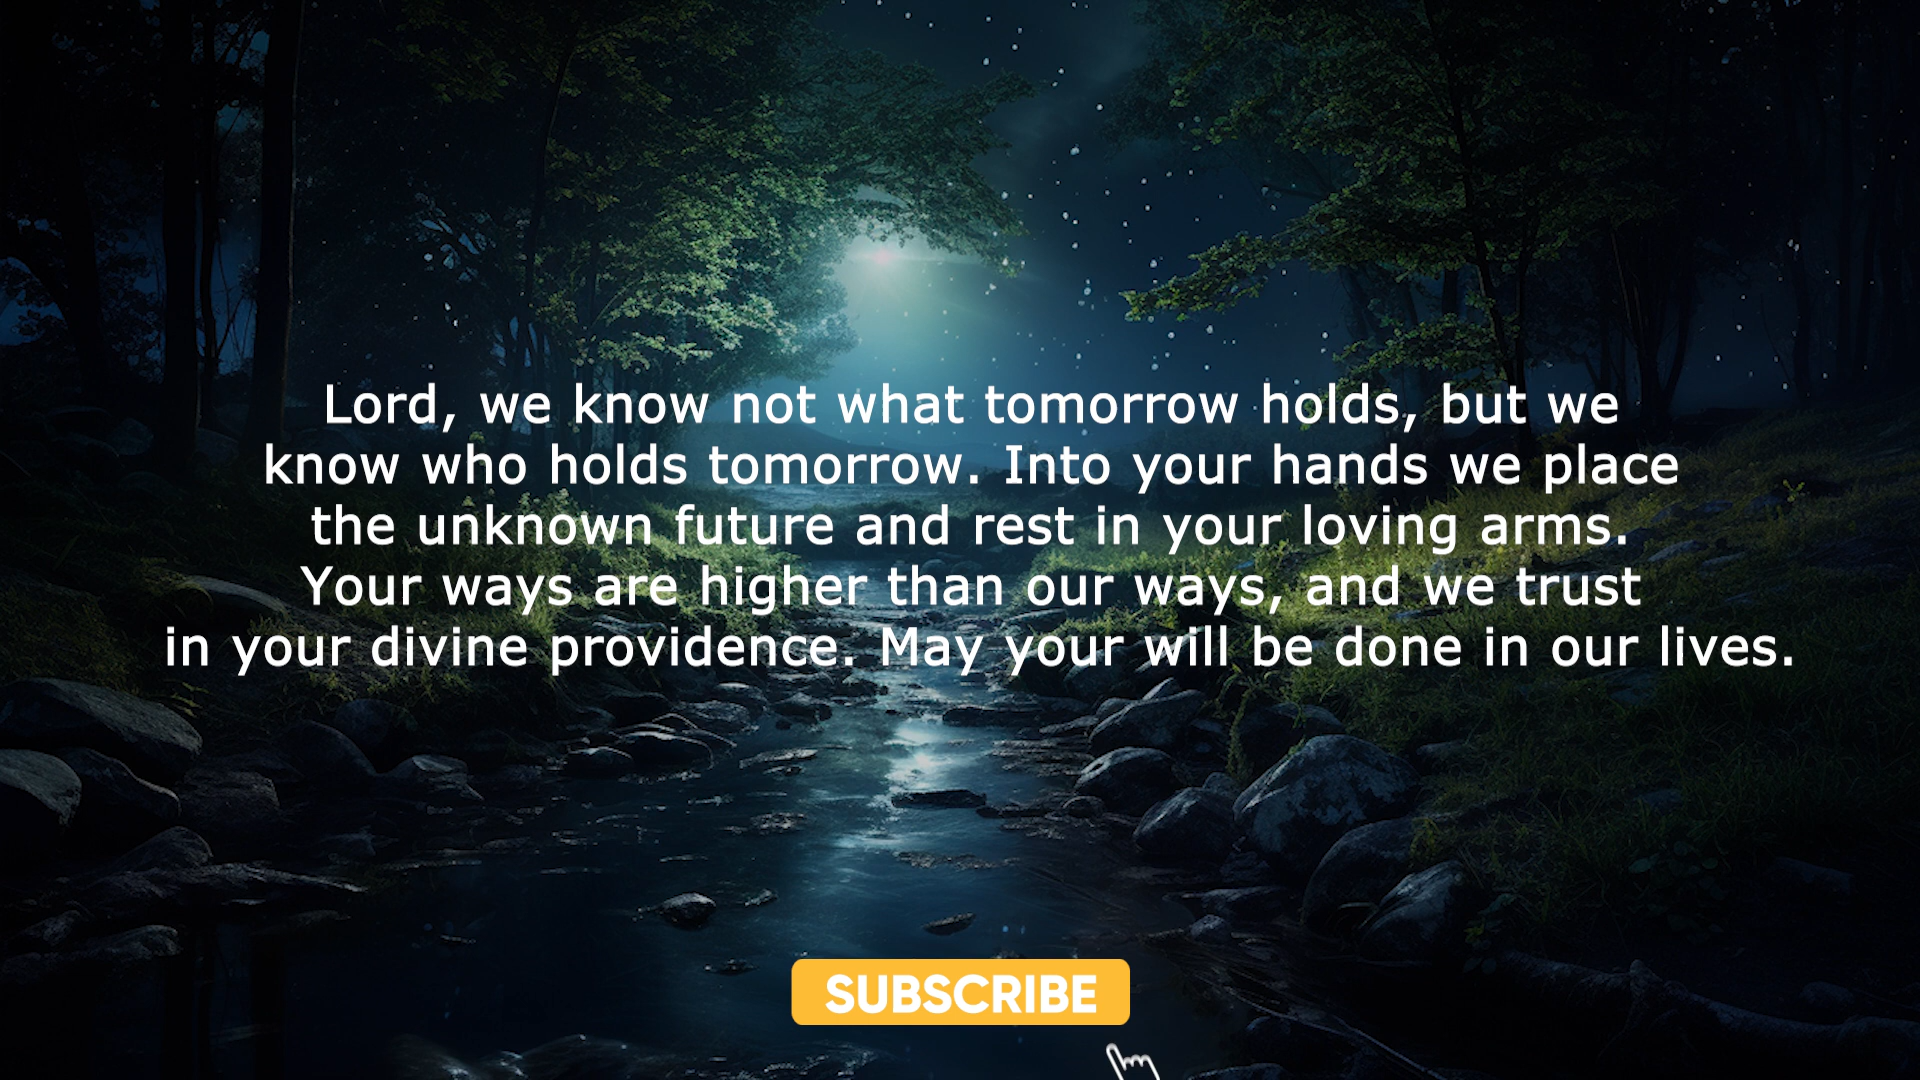 Lord, we know not what tomorrow holds, but we
know who holds tomorrow. Into your hands we place
the unknown future and rest in your loving arms.
Your ways are higher than our ways, and we trust
in your divine providence. May your will be done in our lives.
SUBSCRIBE